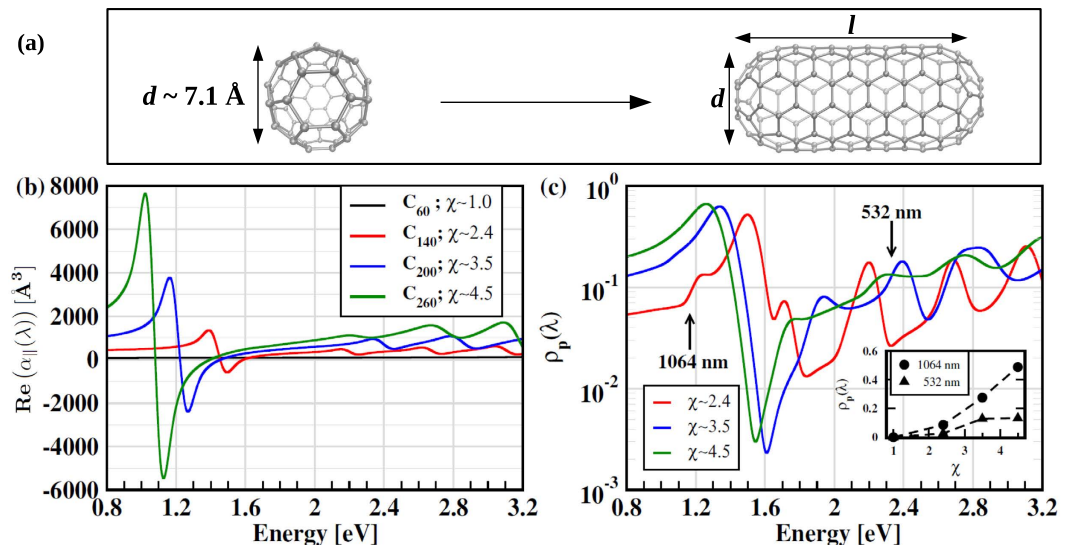 (a)
d ~ 7.1 Å
l
d
(b)
8000
6000
4000
2000
0
-2000
-4000
-6000
Re (α||(λ)) [Å³]
0.8
1.2
1.6
2
2.4
2.8
3.2
Energy [eV]
C₆₀ ; χ~1.0
C₁₄₀; χ~2.4
C₂₀₀; χ~3.5
C₂₆₀; χ~4.5
(c)
10⁰
10⁻¹
10⁻²
10⁻³
ρₚ(λ)
0.8
1.2
1.6
2
2.4
2.8
3.2
Energy [eV]
532 nm
1064 nm
χ~2.4
χ~3.5
χ~4.5
0.6
0.4
0.2
0
ρₚ(λ)
1
2
3
4
χ
1064 nm
532 nm